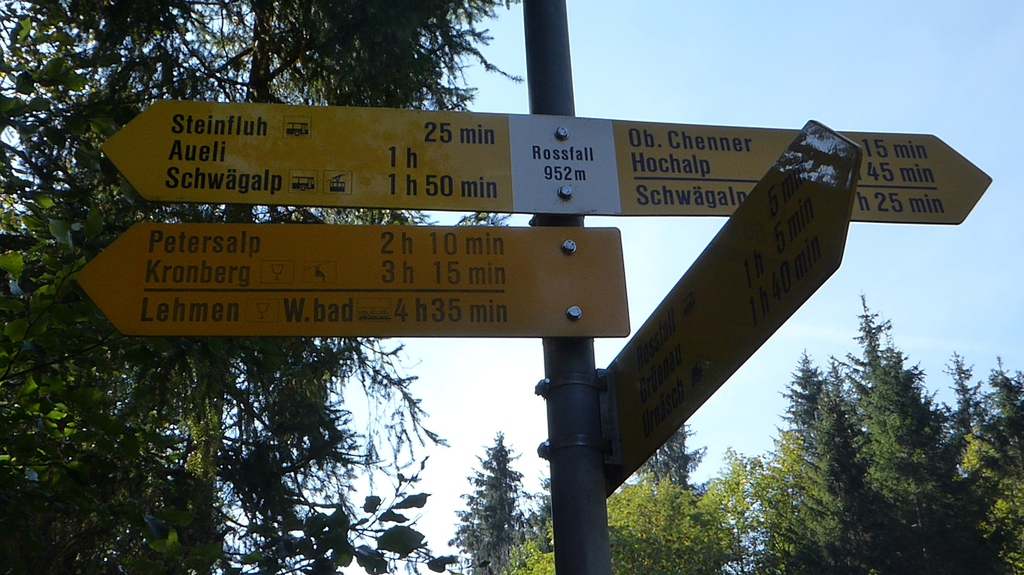 Steinfluh 25 min
Aueli 1 h
Schwägalp 1 h 50 min
Rossfall
952m
Ob. Chenner 15 min
Hochalp 45 min
Schwägalp h 25 min
Petersalp 2 h 10 min
Kronberg 3 h 15 min
Lehmen W.bad 4 h 35 min
Rossfall 5 min
Grüenau 1 h 5 min
Urnäsch 1 h 40 min